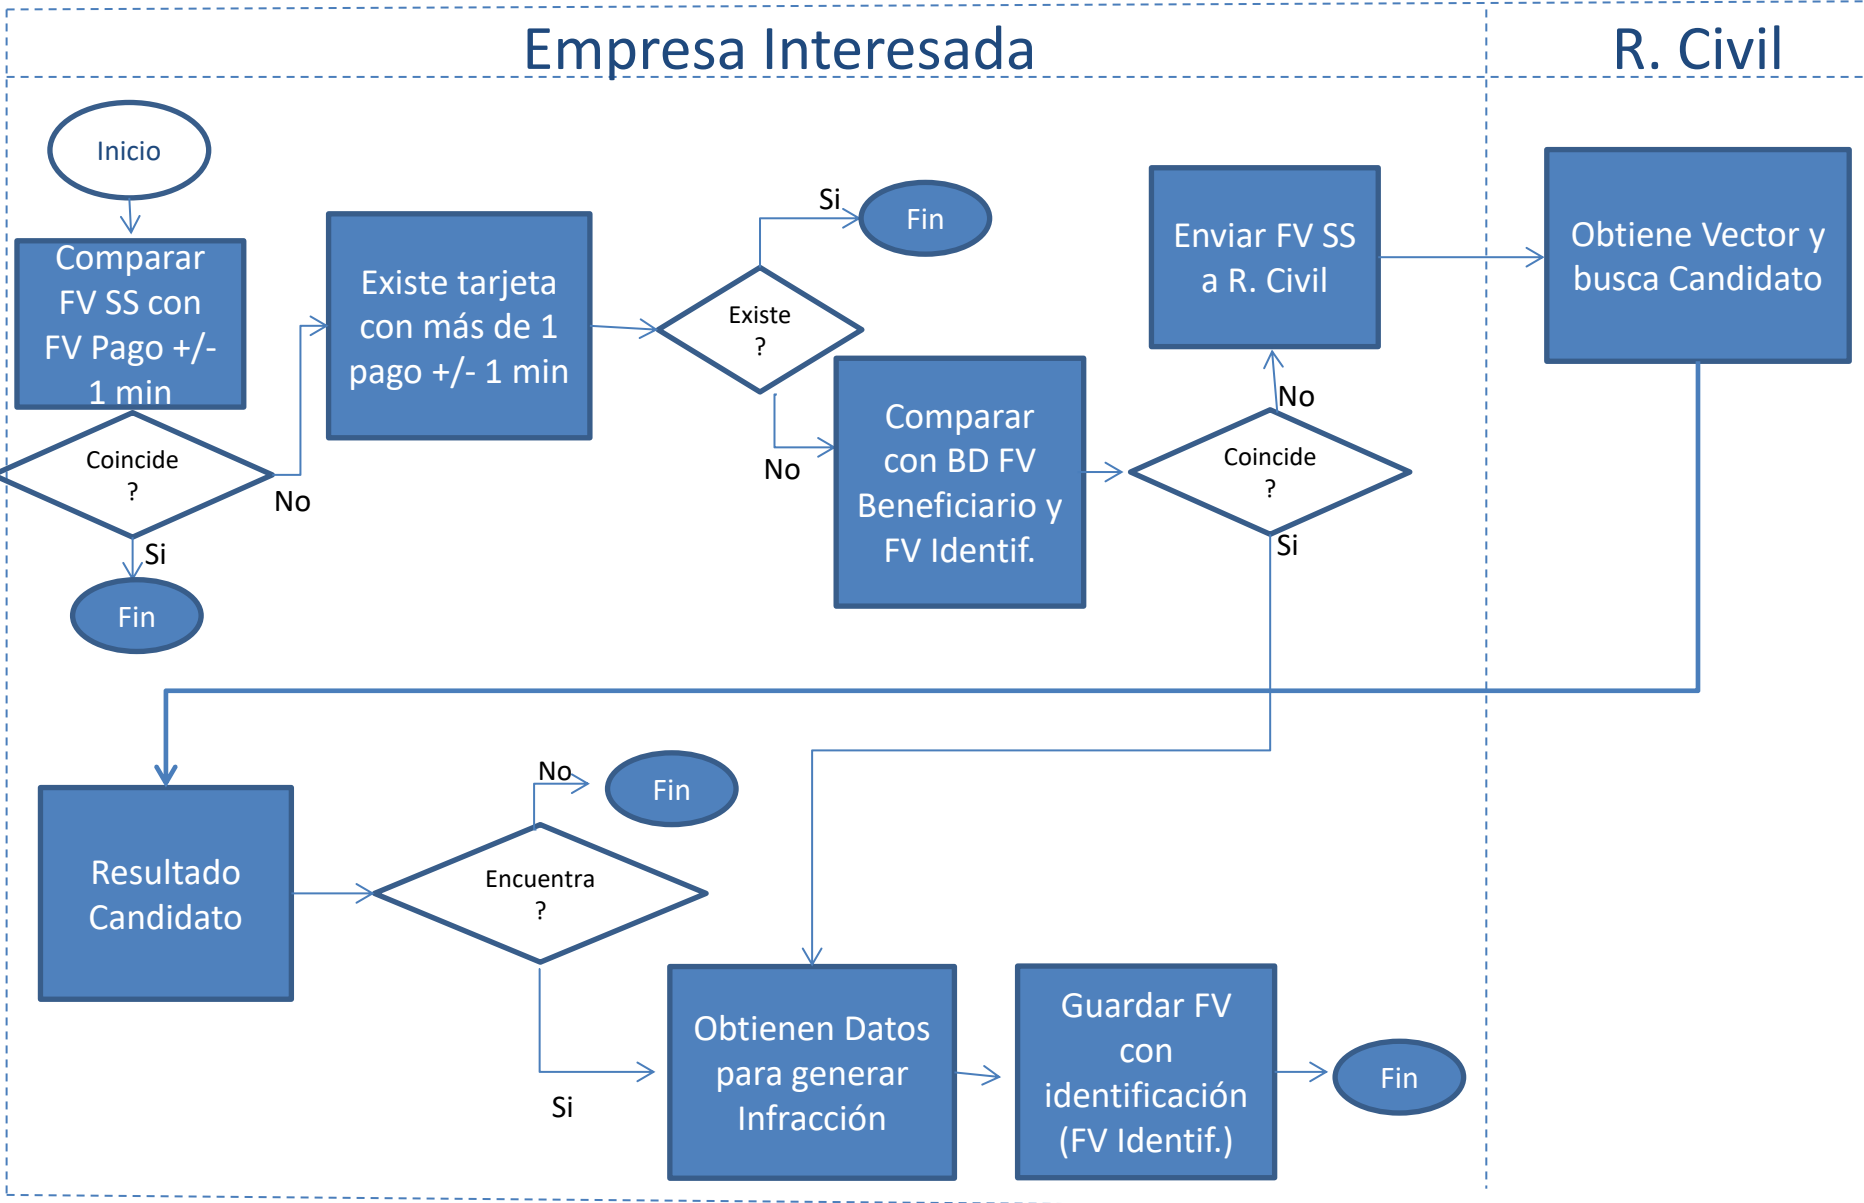 Empresa Interesada
R. Civil
Inicio
Comparar
FV SS con
FV Pago +/-
1 min
Coincide
?
No
Si
Fin
Existe tarjeta
con más de 1
pago +/- 1 min
Existe
?
Si
Fin
No
Comparar
con BD FV
Beneficiario y
FV Identif.
Coincide
?
No
Si
Enviar FV SS
a R. Civil
Obtiene Vector y
busca Candidato
Resultado
Candidato
Encuentra
?
No
Fin
Si
Obtienen Datos
para generar
Infracción
Guardar FV
con
identificación
(FV Identif.)
Fin